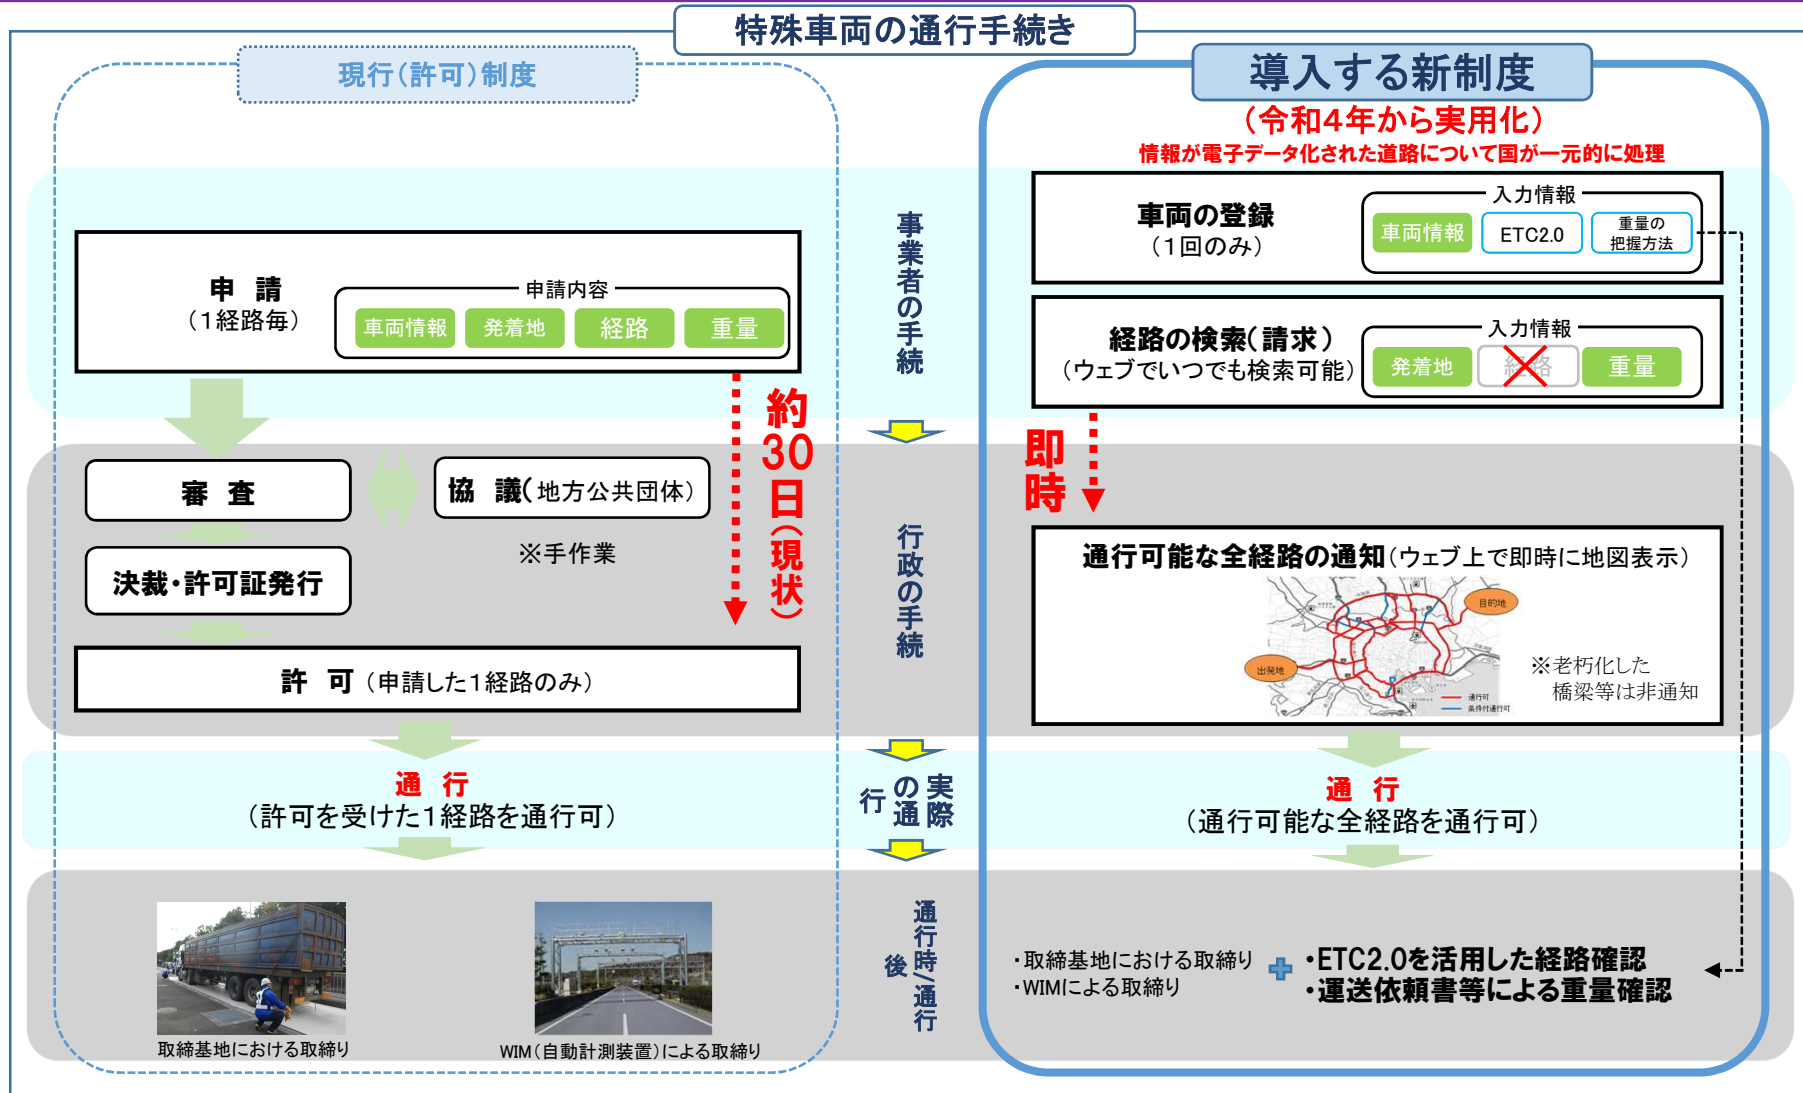 特殊車両の通行手続き
現行(許可)制度
申 請
(1経路毎)
申請内容
車両情報
発着地
経路
重量
約30日(現状)
審 査
協 議(地方公共団体)
※手作業
決裁・許可証発行
許 可(申請した1経路のみ)
通 行
(許可を受けた1経路を通行可)
取締基地における取締り
WIM(自動計測装置)による取締り
事業者の手続
行政の手続
実際の通行
通行時/通行後
導入する新制度
(令和4年から実用化)
情報が電子データ化された道路について国が一元的に処理
車両の登録
(1回のみ)
入力情報
車両情報
ETC2.0
重量の
把握方法
経路の検索(請求)
(ウェブでいつでも検索可能)
入力情報
発着地
経路
重量
即時
通行可能な全経路の通知(ウェブ上で即時に地図表示)
目的地
出発地
通行可
条件付通行可
※老朽化した
橋梁等は非通知
通 行
(通行可能な全経路を通行可)
・取締基地における取締り
・WIMによる取締り
・ETC2.0を活用した経路確認
・運送依頼書等による重量確認